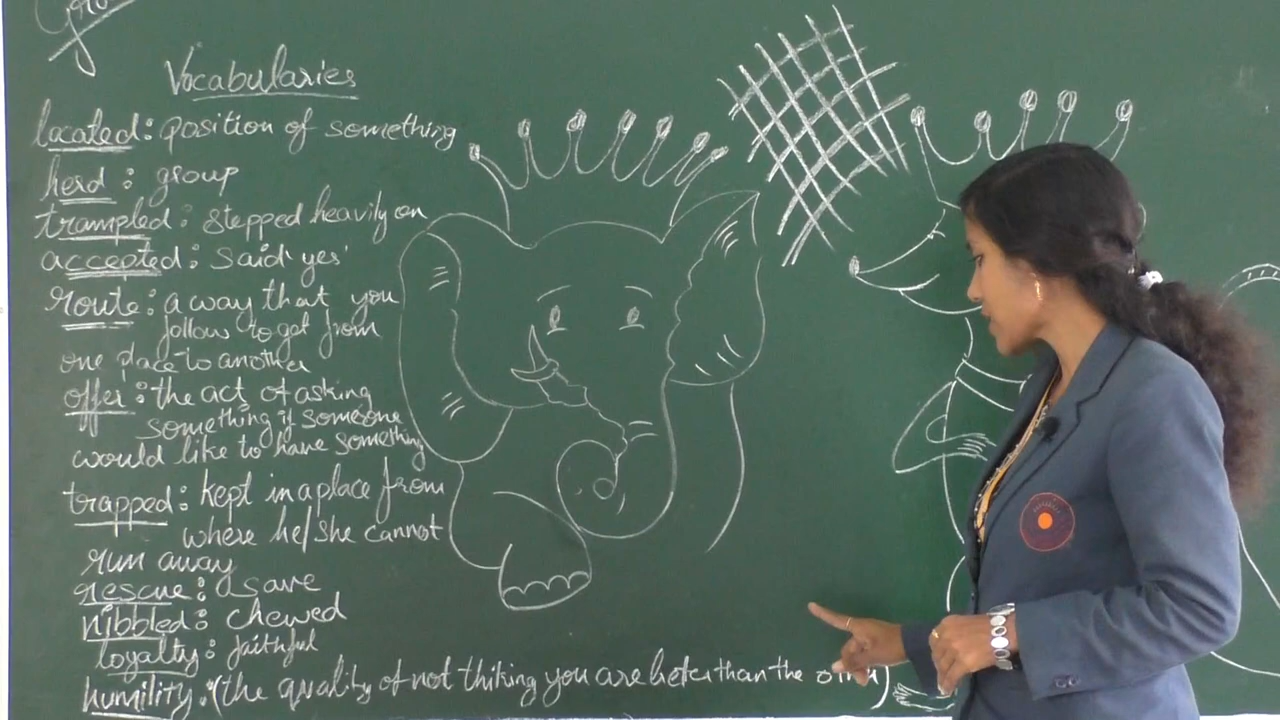 Vocabularies
located: position of something
herd: group
trampled: stepped heavily on
accepted: said 'yes'
route: a way that you
follow to get from
one place to another
offer: the act of asking
something if someone
would like to have something
trapped: kept in a place from
where he/she cannot
run away
rescue: save
nibbled: chewed
loyalty: faithful
humility: (the quality of not thiking you are better than the